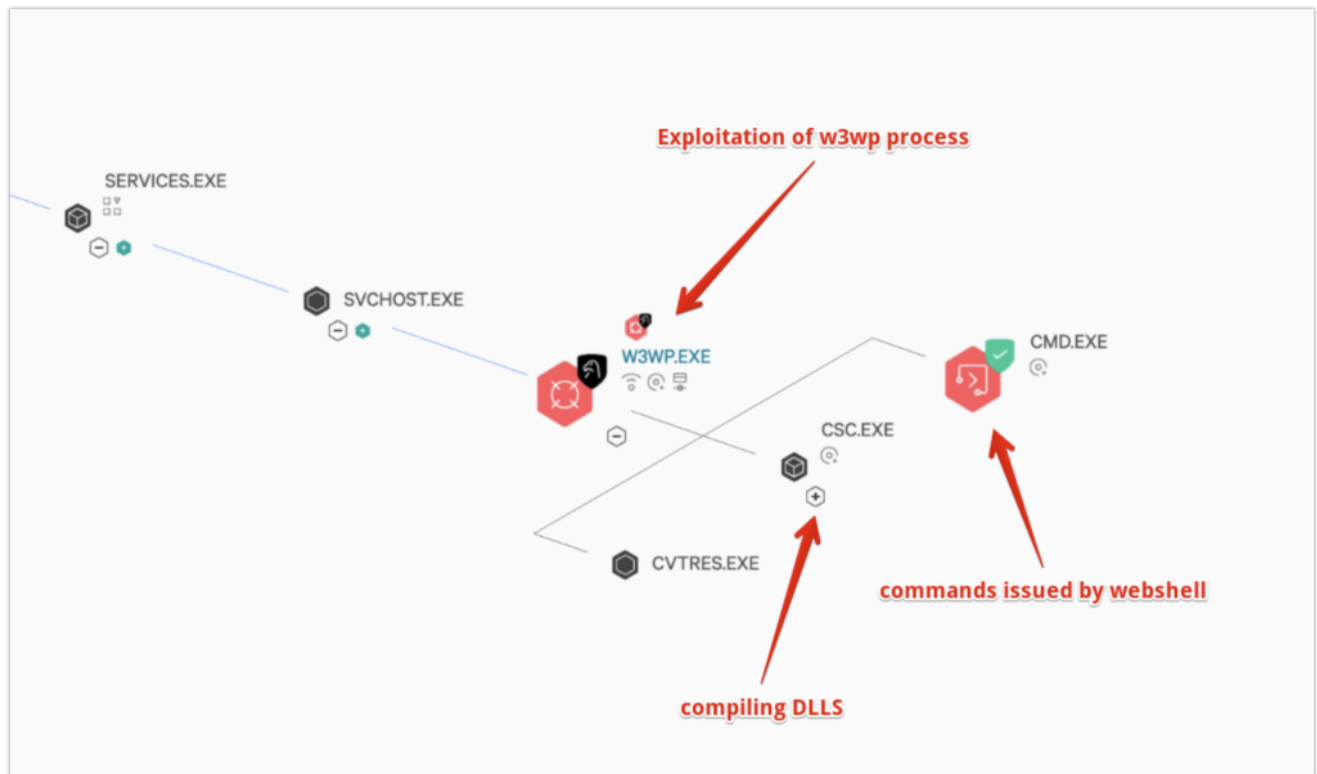 Exploitation of w3wp process
SERVICES.EXE
SVCHOST.EXE
W3WP.EXE
CMD.EXE
CSC.EXE
CVTRES.EXE
commands issued by webshell
compiling DLLS